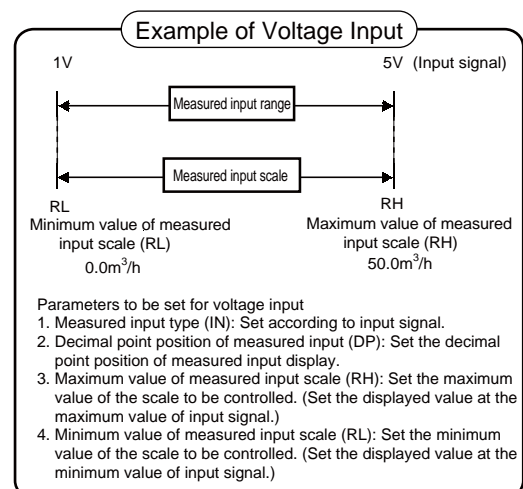 Example of Voltage Input
1V 5V (Input signal)
Measured input range
Measured input scale
RL RH
Minimum value of measured Maximum value of measured
input scale (RL) input scale (RH)
0.0m³/h 50.0m³/h
Parameters to be set for voltage input
1. Measured input type (IN): Set according to input signal.
2. Decimal point position of measured input (DP): Set the decimal
point position of measured input display.
3. Maximum value of measured input scale (RH): Set the maximum
value of the scale to be controlled. (Set the displayed value at the
maximum value of input signal.)
4. Minimum value of measured input scale (RL): Set the minimum
value of the scale to be controlled. (Set the displayed value at the
minimum value of input signal.)